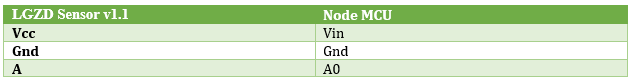 LGZD Sensor v1.1 Node MCU
Vcc Vin
Gnd Gnd
A A0